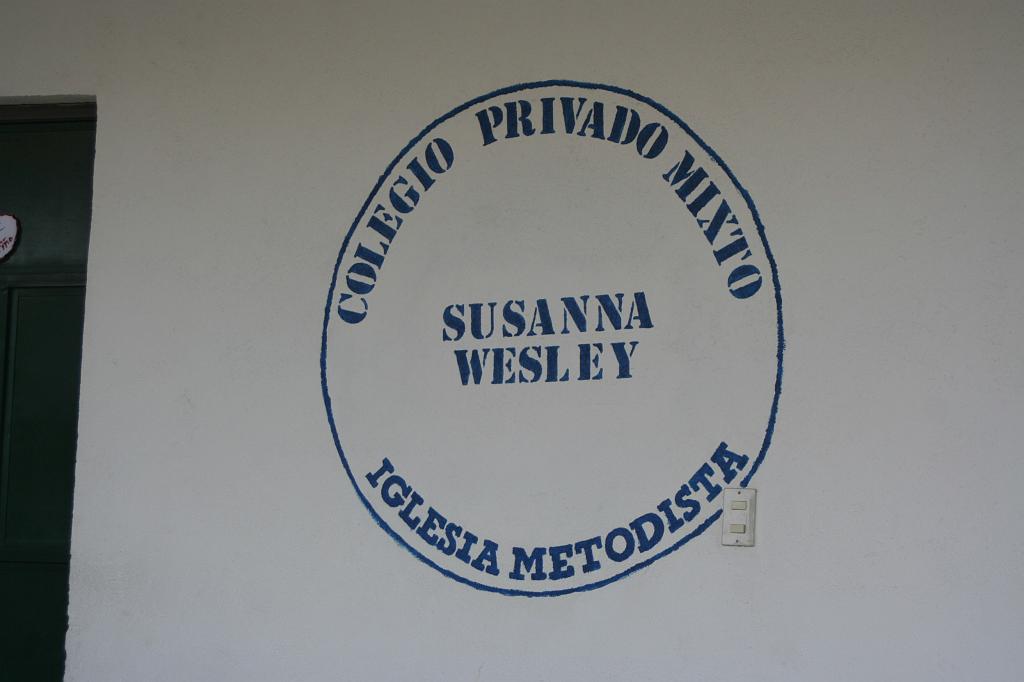 COLEGIO PRIVADO MIXTO
SUSANNA
WESLEY
IGLESIA METODISTA